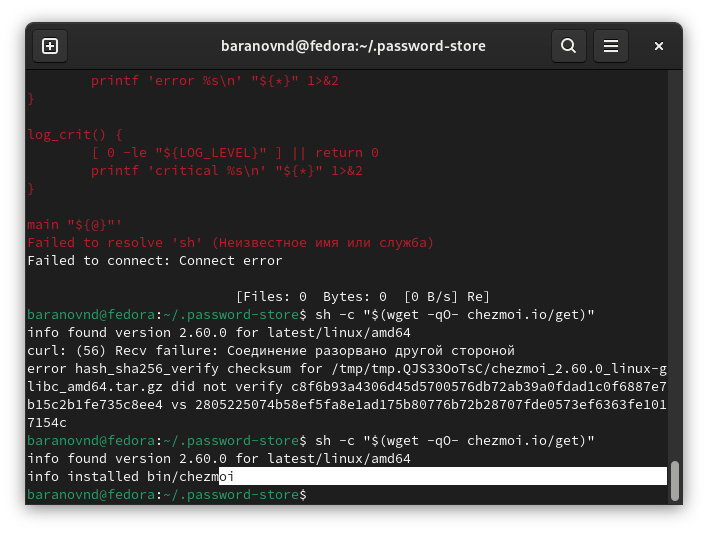 baranovnd@fedora:~/.password-store
        printf 'error %s\n' "${*}" 1>&2
}
log_crit() {
        [ 0 -le "${LOG_LEVEL}" ] || return 0
        printf 'critical %s\n' "${*}" 1>&2
}
main "${@}"'
Failed to resolve 'sh' (Неизвестное имя или служба)
Failed to connect: Connect error
                          [Files: 0  Bytes: 0  [0 B/s] Re]
baranovnd@fedora:~/.password-store$ sh -c "$(wget -qO- chezmoi.io/get)"
info found version 2.60.0 for latest/linux/amd64
curl: (56) Recv failure: Соединение разорвано другой стороной
error hash_sha256_verify checksum for /tmp/tmp.QJS33OoTsC/chezmoi_2.60.0_linux-g
libc_amd64.tar.gz did not verify c8f6b93a4306d45d5700576db72ab39a0fdad1c0f6887e7
b15c2b1fe735c8ee4 vs 2805225074b58ef5fa8e1ad175b80776b72b28707fde0573ef6363fe101
7154c
baranovnd@fedora:~/.password-store$ sh -c "$(wget -qO- chezmoi.io/get)"
info found version 2.60.0 for latest/linux/amd64
info installed bin/chezmoi
baranovnd@fedora:~/.password-store$